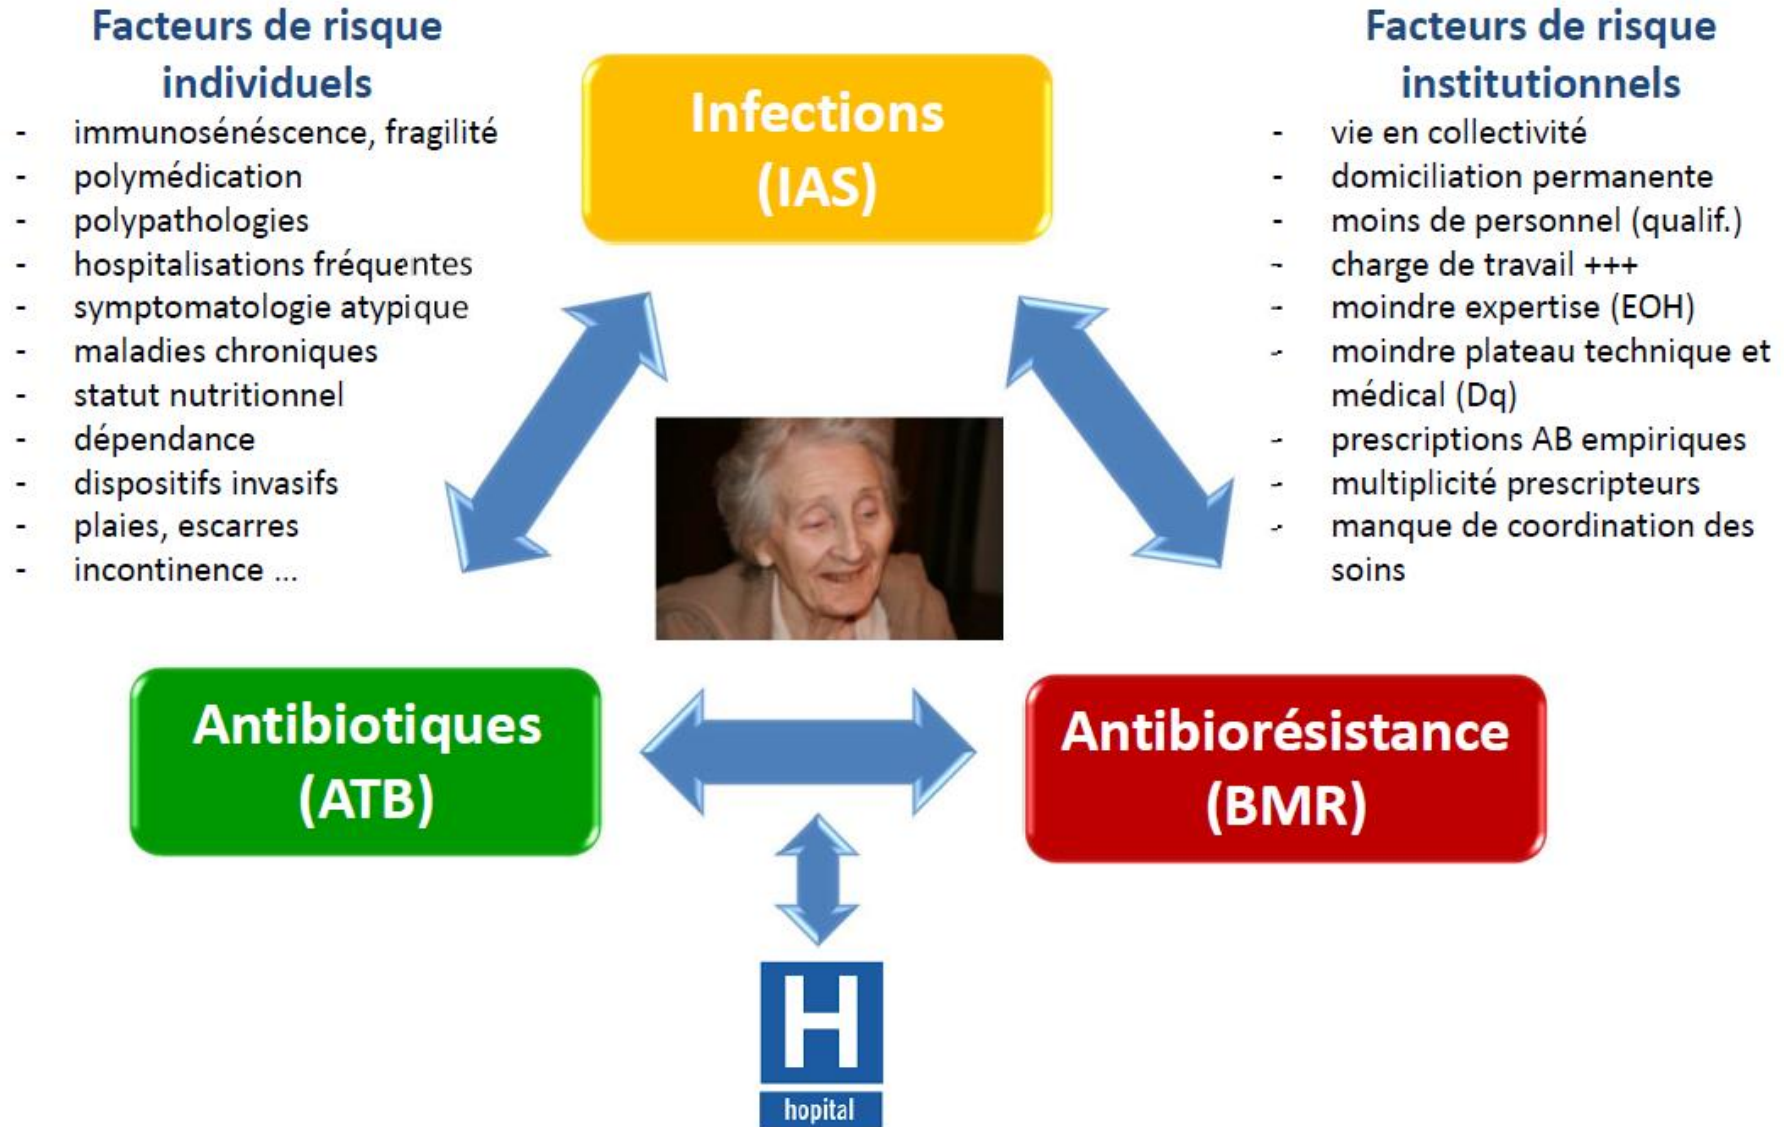 Facteurs de risque
individuels
- immunosénéscence, fragilité
- polymédication
- polypathologies
- hospitalisations fréquentes
- symptomatologie atypique
- maladies chroniques
- statut nutritionnel
- dépendance
- dispositifs invasifs
- plaies, escarres
- incontinence ...
Infections
(IAS)
Facteurs de risque
institutionnels
- vie en collectivité
- domiciliation permanente
- moins de personnel (qualif.)
- charge de travail +++
- moindre expertise (EOH)
- moindre plateau technique et
médical (Dq)
- prescriptions AB empiriques
- multiplicité prescripteurs
- manque de coordination des
soins
Antibiotiques
(ATB)
Antibiorésistance
(BMR)
H
hopital